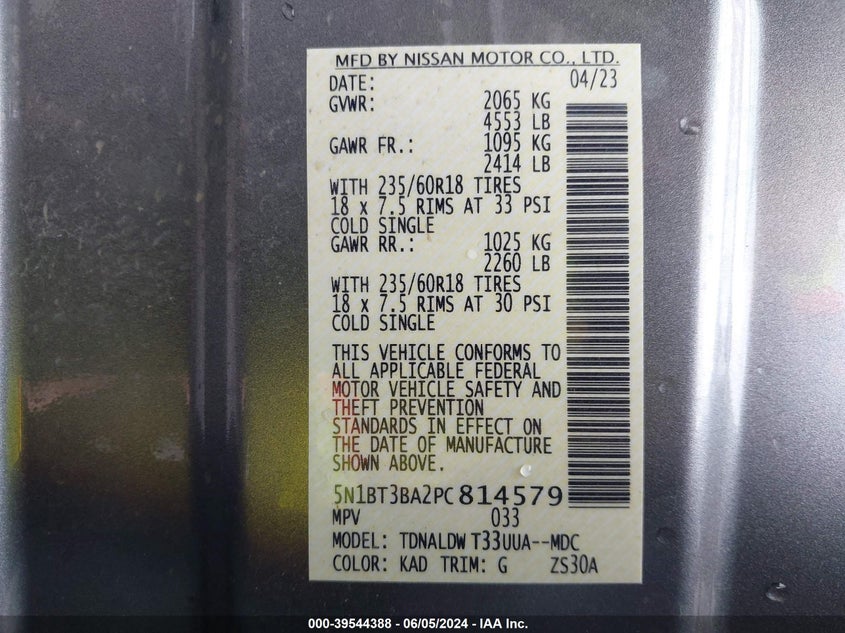 MFD BY NISSAN MOTOR CO., LTD.
DATE: 04/23
GVWR: 2065 KG
4553 LB
GAWR FR.: 1095 KG
2414 LB
WITH 235/60R18 TIRES
18 x 7.5 RIMS AT 33 PSI
COLD SINGLE
GAWR RR.: 1025 KG
2260 LB
WITH 235/60R18 TIRES
18 x 7.5 RIMS AT 30 PSI
COLD SINGLE
THIS VEHICLE CONFORMS TO
ALL APPLICABLE FEDERAL
MOTOR VEHICLE SAFETY AND
THEFT PREVENTION
STANDARDS IN EFFECT ON
THE DATE OF MANUFACTURE
SHOWN ABOVE.
5N1BT3BA2PC814579
MPV 033
MODEL: TDNALDW T33UUA--MDC
COLOR: KAD TRIM: G ZS30A
000-39544388 - 06/05/2024 - IAA Inc.